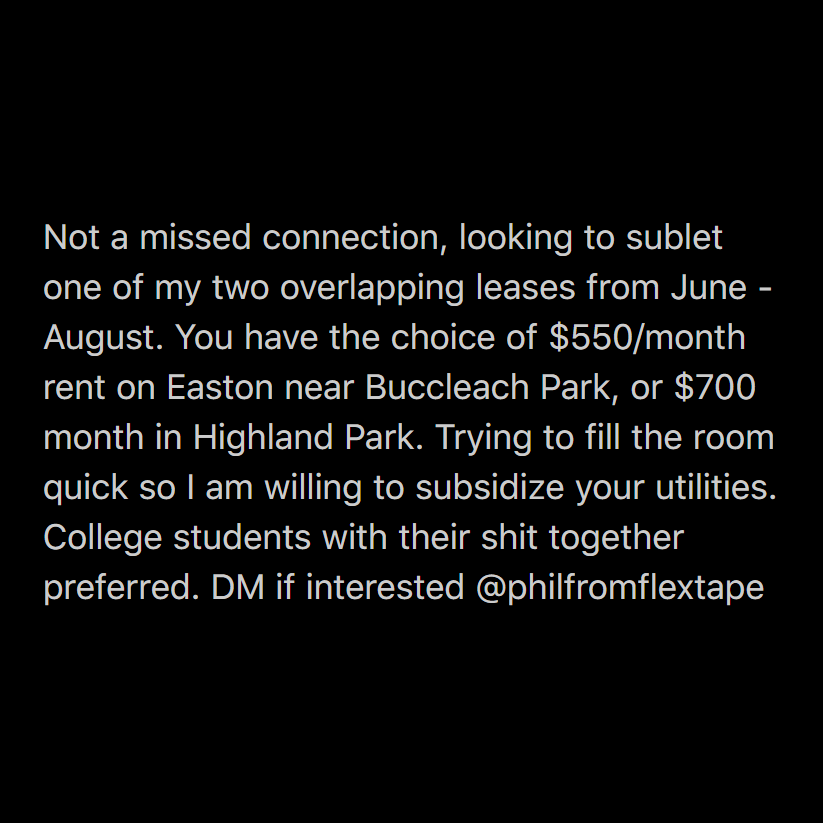 Not a missed connection, looking to sublet
one of my two overlapping leases from June -
August. You have the choice of $550/month
rent on Easton near Buccleach Park, or $700
month in Highland Park. Trying to fill the room
quick so I am willing to subsidize your utilities.
College students with their shit together
preferred. DM if interested @philfromflextape